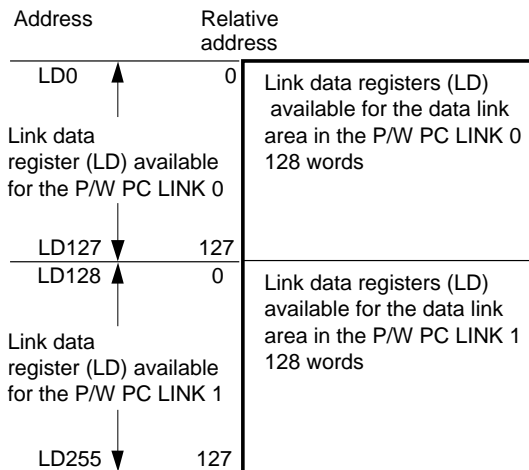 Address Relative address
LD0 0
Link data
register (LD) available
for the P/W PC LINK 0
LD127 127
Link data registers (LD)
available for the data link
area in the P/W PC LINK 0
128 words
LD128 0
Link data
register (LD) available
for the P/W PC LINK 1
LD255 127
Link data registers (LD)
available for the data link
area in the P/W PC LINK 1
128 words